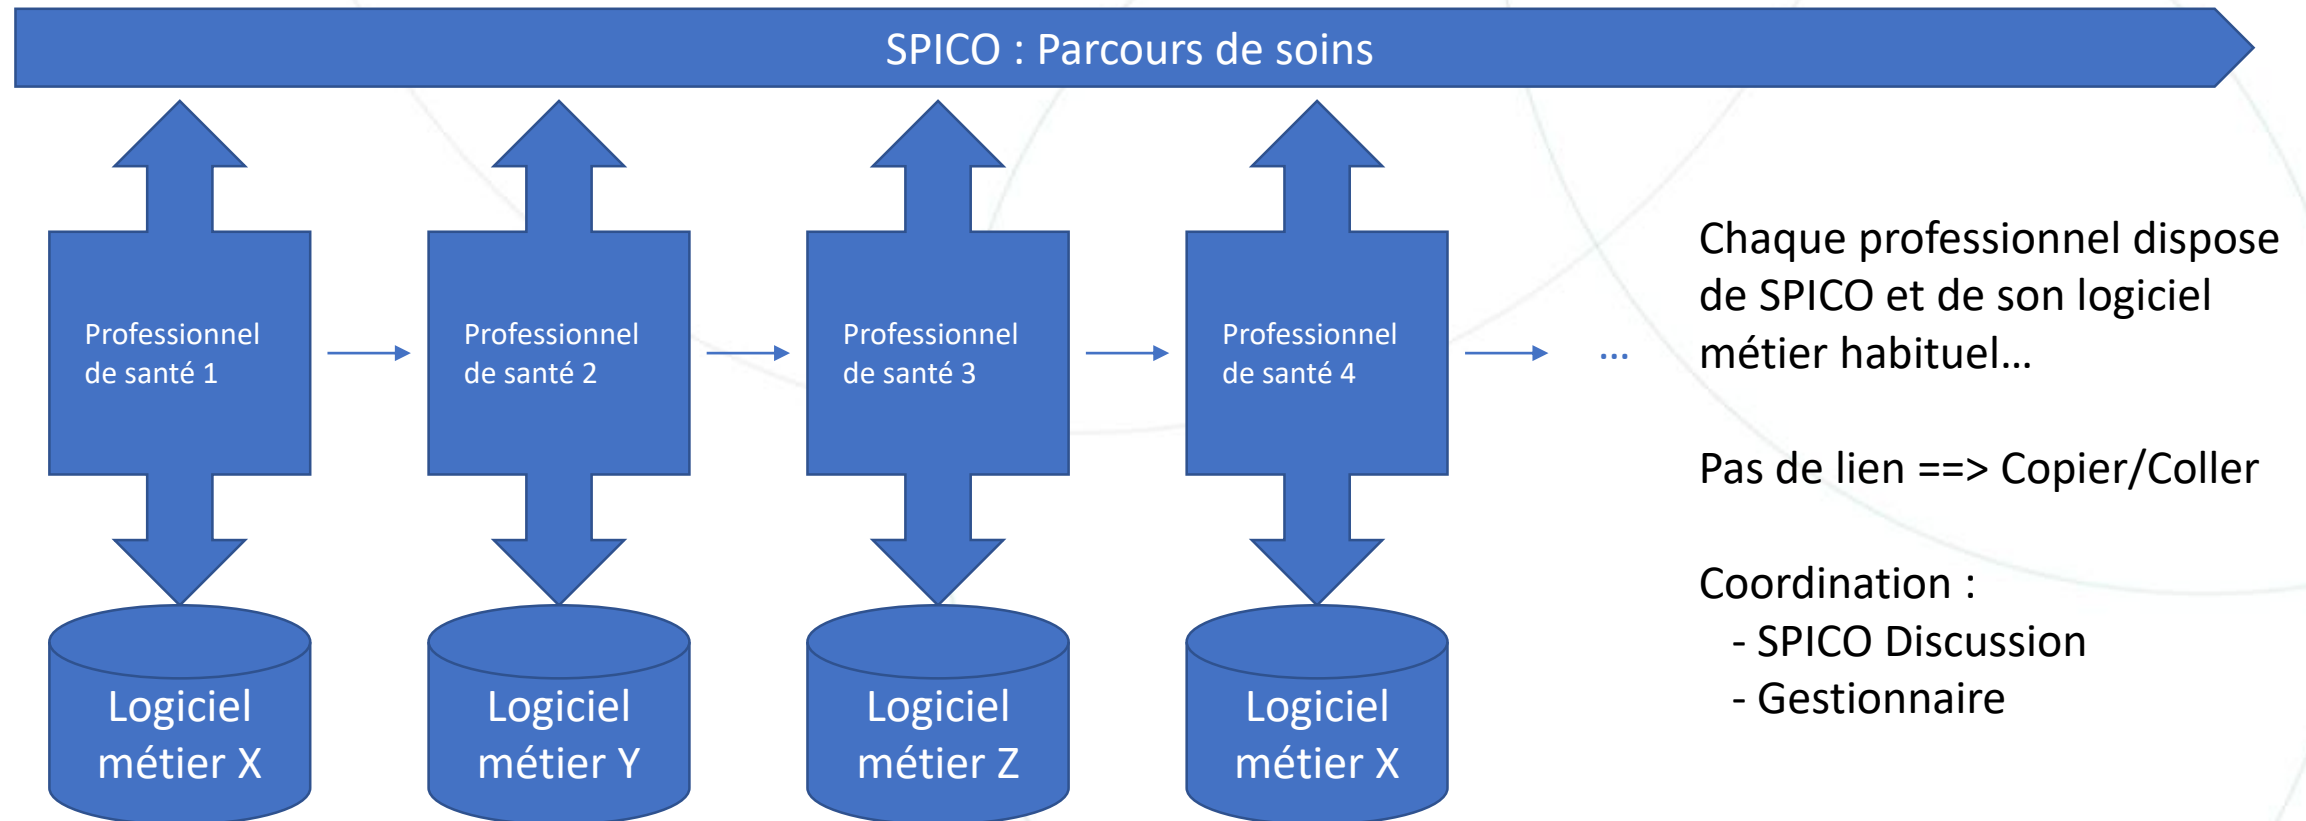 SPICO : Parcours de soins
Professionnel
de santé 1
Professionnel
de santé 2
Professionnel
de santé 3
Professionnel
de santé 4
...
Logiciel
métier X
Logiciel
métier Y
Logiciel
métier Z
Logiciel
métier X
Chaque professionnel dispose
de SPICO et de son logiciel
métier habituel...
Pas de lien ==> Copier/Coller
Coordination :
- SPICO Discussion
- Gestionnaire